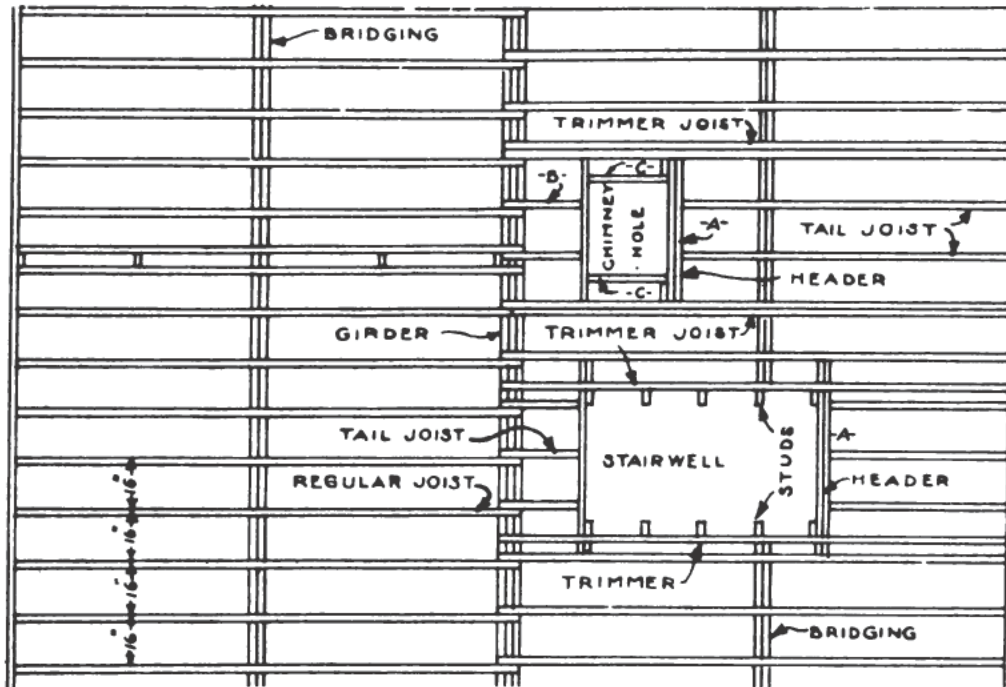 BRIDGING
TRIMMER JOIST
-C-
-B-
CHIMNEY
HOLE
-A-
TAIL JOIST
HEADER
-C-
GIRDER
TRIMMER JOIST
TAIL JOIST
STAIRWELL
STUDS
-A-
HEADER
REGULAR JOIST
16"
16"
16"
16"
TRIMMER
BRIDGING